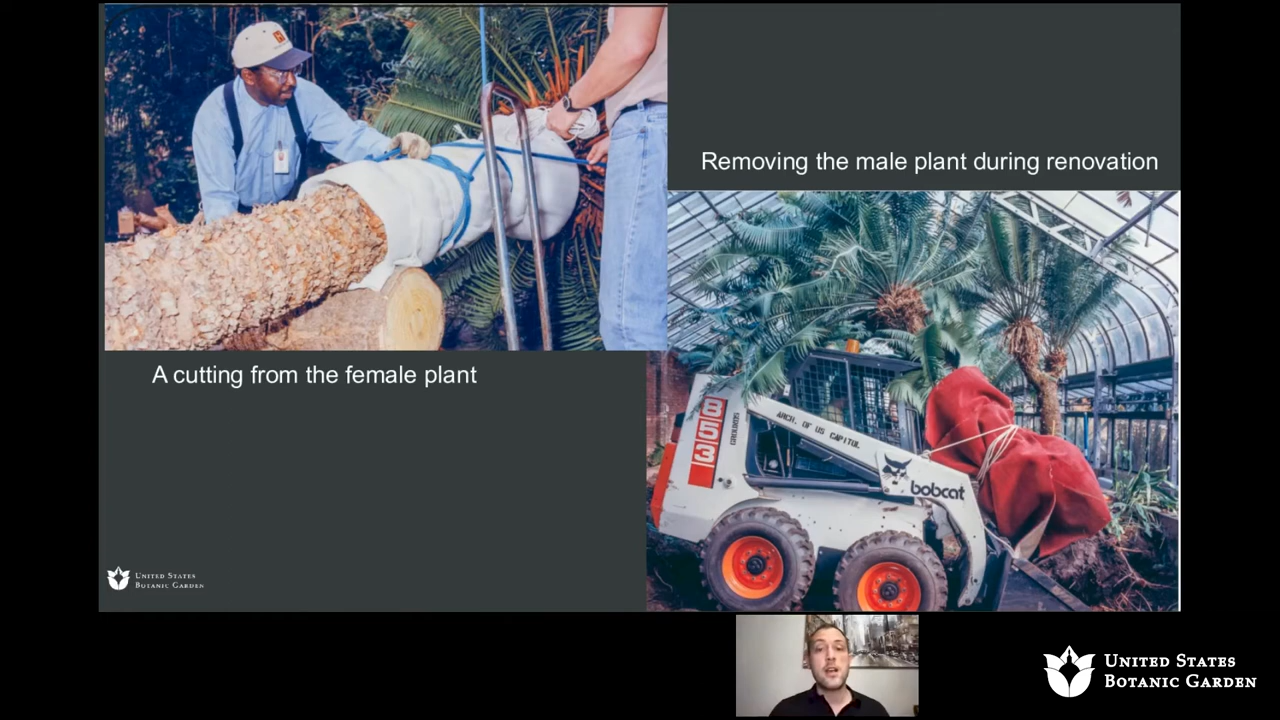 Removing the male plant during renovation
A cutting from the female plant
853
GROUNDS
ARCH. OF US CAPITOL
bobcat
UNITED STATES
BOTANIC GARDEN
UNITED STATES
BOTANIC GARDEN